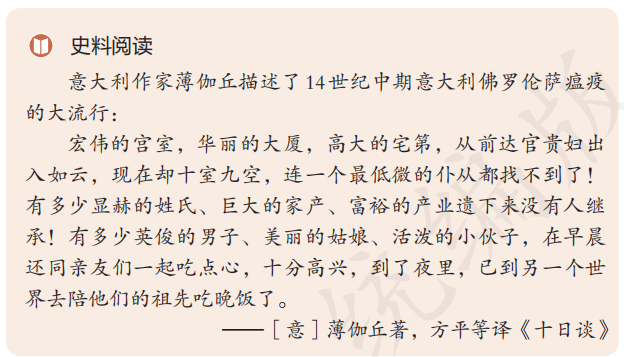 史料阅读
意大利作家薄伽丘描述了14世纪中期意大利佛罗伦萨瘟疫
的大流行：
宏伟的宫室，华丽的大厦，高大的宅第，从前达官贵妇出
入如云，现在却十室九空，连一个最低微的仆从都找不到了！
有多少显赫的姓氏、巨大的家产、富裕的产业遗下来没有人继
承！有多少英俊的男子、美丽的姑娘、活泼的小伙子，在早晨
还同亲友们一起吃点心，十分高兴，到了夜里，已到另一个世
界去陪他们的祖先吃晚饭了。
——［意］薄伽丘著，方平等译《十日谈》
统编版